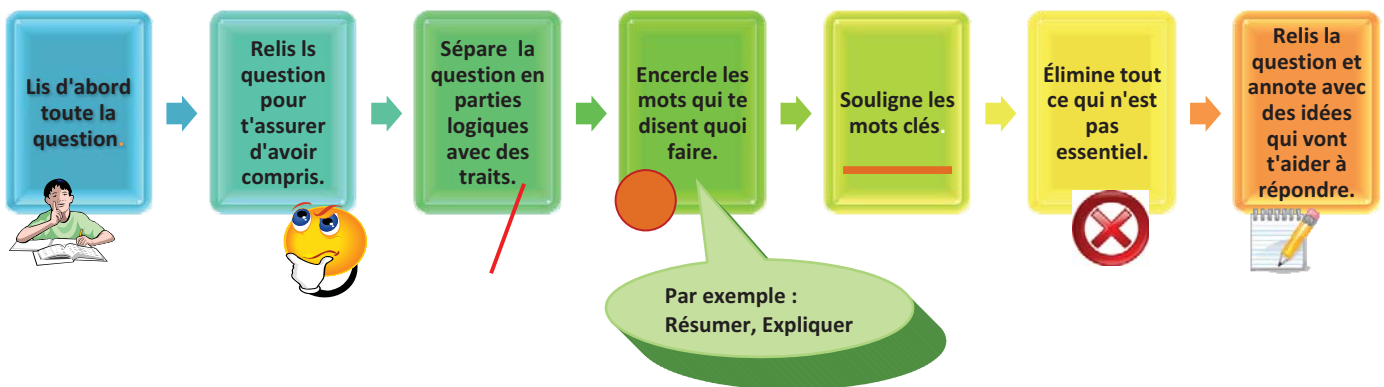 Lis d'abord
toute la
question.
Relis ls
question
pour
t'assurer
d'avoir
compris.
Sépare la
question en
parties
logiques
avec des
traits.
Encercle les
mots qui te
disent quoi
faire.
Souligne les
mots clés.
Élimine tout
ce qui n'est
pas
essentiel.
Relis la
question et
annote avec
des idées
qui vont
t'aider à
répondre.
Par exemple :
Résumer, Expliquer